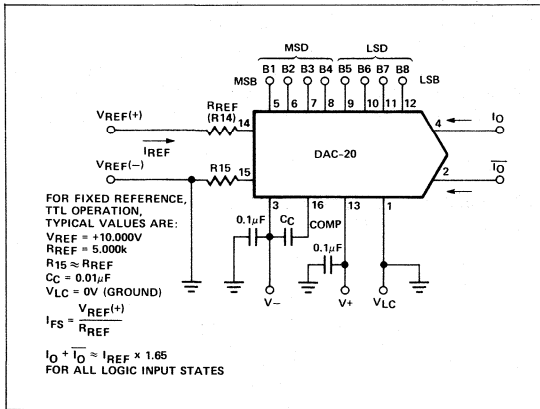 MSD LSD
B1 B2 B3 B4 B5 B6 B7 B8
MSB LSB
5 6 7 8 9 10 11 12
VREF(+) RREF (R14) 14 4 IO
IREF
DAC-20
VREF(−) R15 15 2 IO
3 16 13 1
FOR FIXED REFERENCE,
TTL OPERATION,
TYPICAL VALUES ARE:
VREF = +10.000V
RREF = 5.000k
R15 ≈ RREF
CC = 0.01μF
VLC = 0V (GROUND)
IFS = VREF(+) / RREF
IO + IO ≈ IREF x 1.65
FOR ALL LOGIC INPUT STATES
0.1μF CC COMP
0.1μF
V− V+ VLC